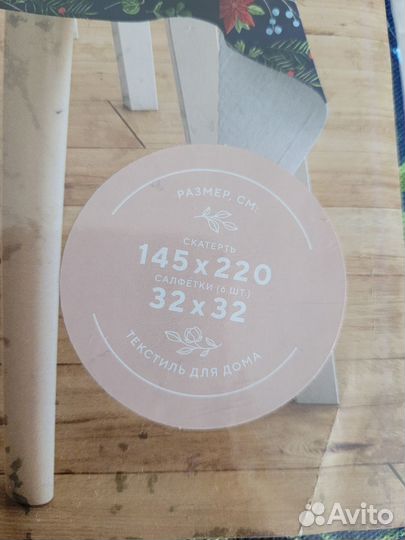 РАЗМЕР, СМ:
СКАТЕРТЬ
145 х 220
САЛФЕТКИ (6 ШТ.)
32 х 32
ТЕКСТИЛЬ ДЛЯ ДОМА
Avito